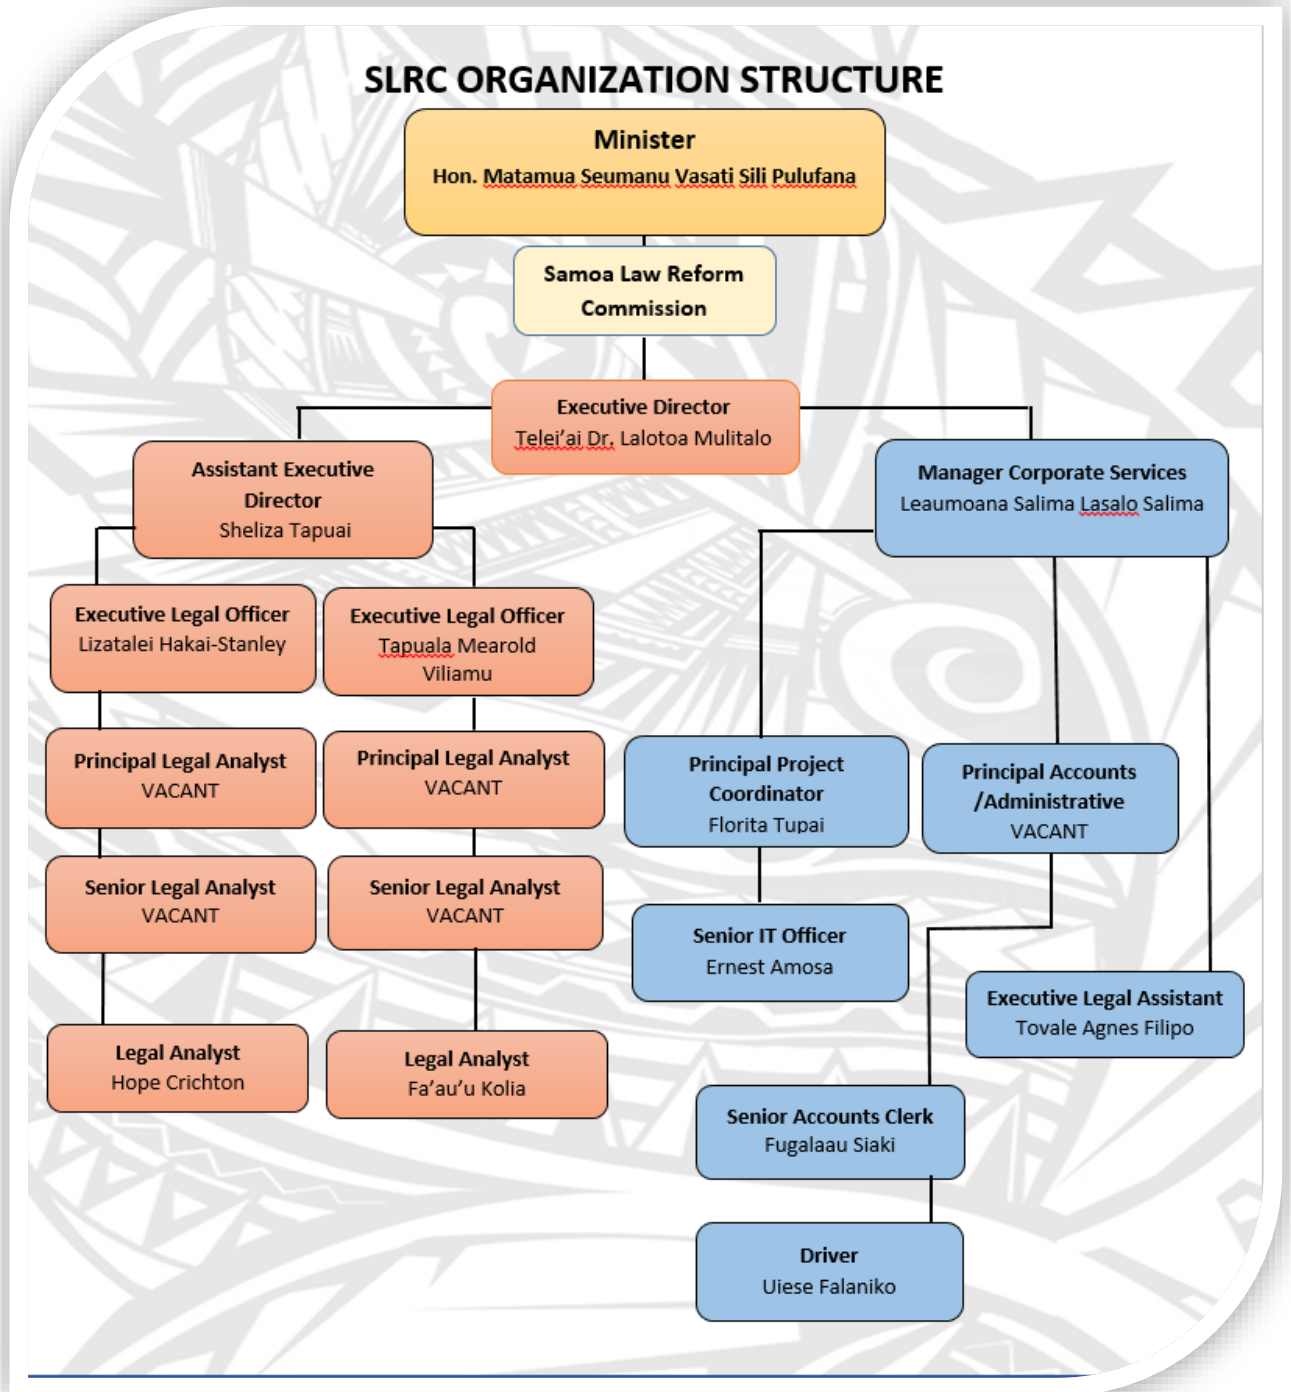 SLRC ORGANIZATION STRUCTURE
Minister
Hon. Matamua Seumanu Vasati Sili Pulufana
Samoa Law Reform
Commission
Executive Director
Telei'ai Dr. Lalotoa Mulitalo
Assistant Executive
Director
Sheliza Tapuai
Manager Corporate Services
Leaumoana Salima Lasalo Salima
Executive Legal Officer
Lizatalei Hakai-Stanley
Executive Legal Officer
Tapuala Mearold
Viliamu
Principal Legal Analyst
VACANT
Principal Legal Analyst
VACANT
Principal Project
Coordinator
Florita Tupai
Principal Accounts
/Administrative
VACANT
Senior Legal Analyst
VACANT
Senior Legal Analyst
VACANT
Senior IT Officer
Ernest Amosa
Executive Legal Assistant
Tovale Agnes Filipo
Legal Analyst
Hope Crichton
Legal Analyst
Fa'au'u Kolia
Senior Accounts Clerk
Fugalaau Siaki
Driver
Uiese Falaniko